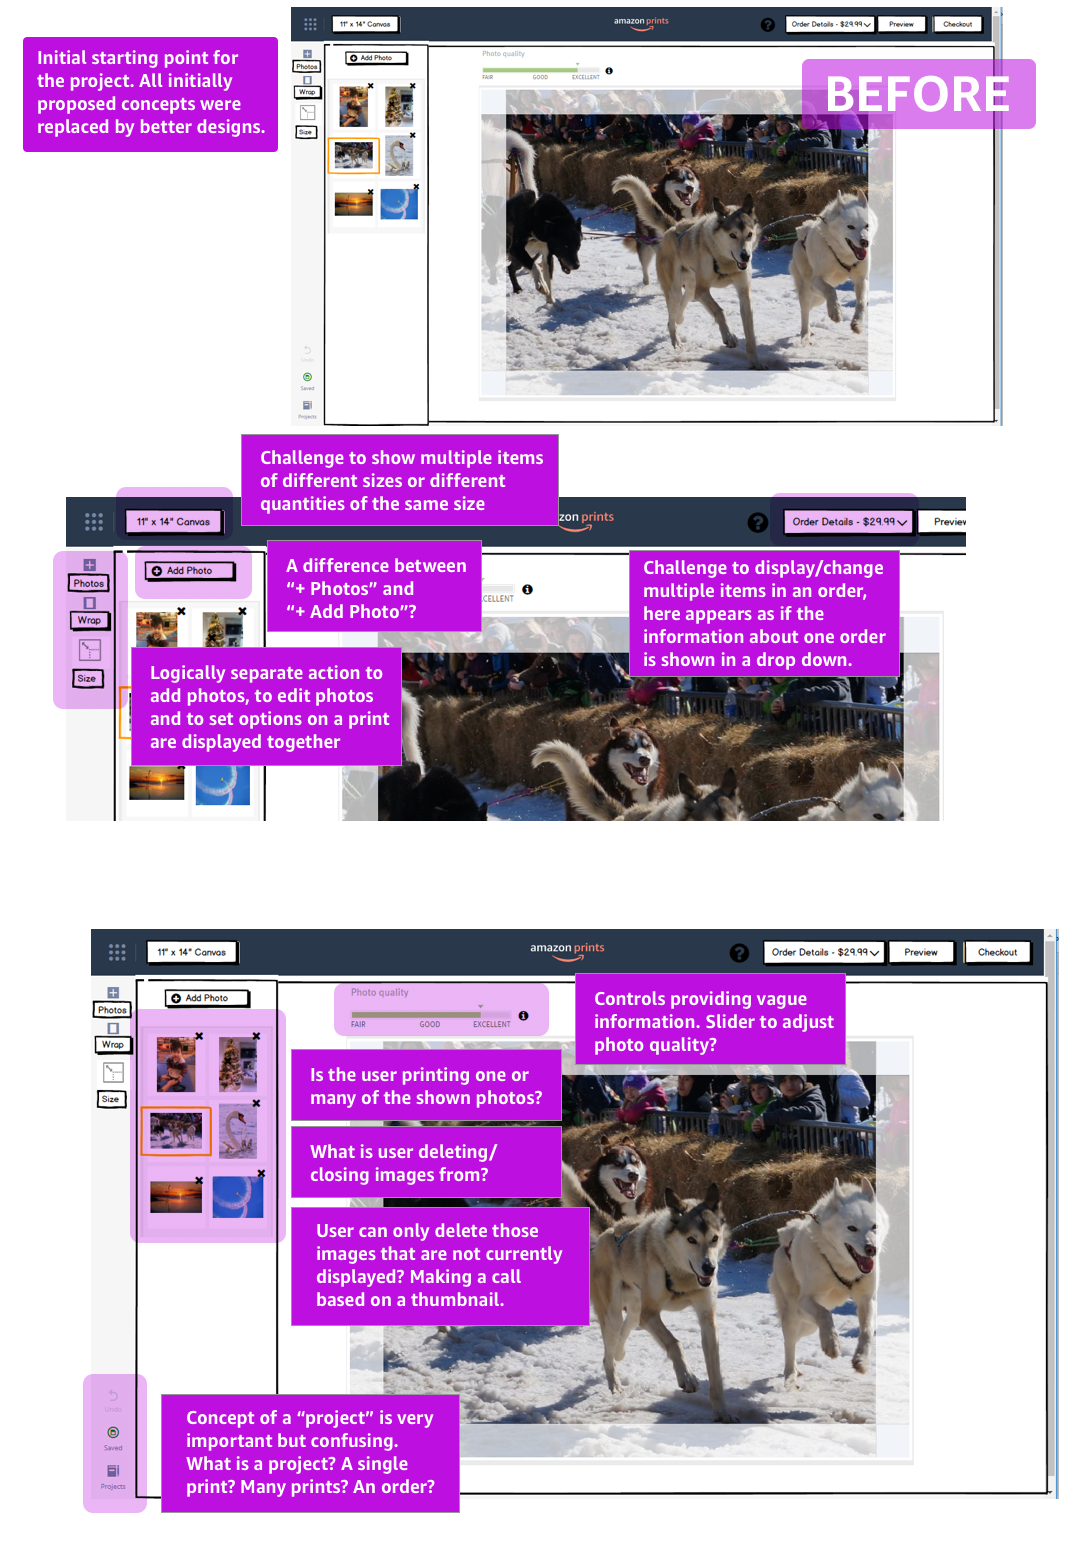 Initial starting point for
the project. All initially
proposed concepts were
replaced by better designs.
11" x 14" Canvas
amazon prints
Order Details - $29.99
Preview
Checkout
BEFORE
Photos
Wrap
Size
Add Photo
Photo quality
FAIR GOOD EXCELLENT
Undo
Saved
Projects
Challenge to show multiple items
of different sizes or different
quantities of the same size
11" x 14" Canvas
zon prints
Order Details - $29.99
Preview
Photos
Wrap
Size
Add Photo
A difference between
“+ Photos” and
“+ Add Photo”?
CELLENT
Challenge to display/change
multiple items in an order,
here appears as if the
information about one order
is shown in a drop down.
Logically separate action to
add photos, to edit photos
and to set options on a print
are displayed together
11" x 14" Canvas
amazon prints
Order Details - $29.99
Preview
Checkout
Photos
Wrap
Size
Add Photo
Photo quality
FAIR GOOD EXCELLENT
Controls providing vague
information. Slider to adjust
photo quality?
Is the user printing one or
many of the shown photos?
What is user deleting/
closing images from?
User can only delete those
images that are not currently
displayed? Making a call
based on a thumbnail.
Undo
Saved
Projects
Concept of a “project” is very
important but confusing.
What is a project? A single
print? Many prints? An order?